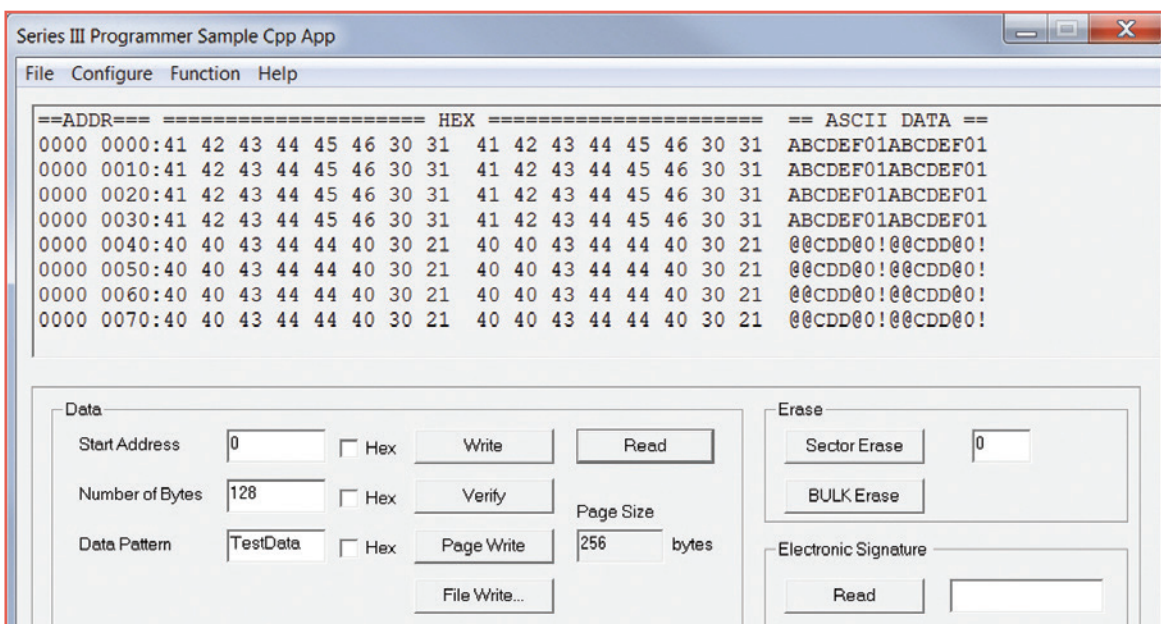 Series III Programmer Sample Cpp App
File Configure Function Help
==ADDR=== ===================== HEX ====================== == ASCII DATA ==
0000 0000:41 42 43 44 45 46 30 31 41 42 43 44 45 46 30 31 ABCDEF01ABCDEF01
0000 0010:41 42 43 44 45 46 30 31 41 42 43 44 45 46 30 31 ABCDEF01ABCDEF01
0000 0020:41 42 43 44 45 46 30 31 41 42 43 44 45 46 30 31 ABCDEF01ABCDEF01
0000 0030:41 42 43 44 45 46 30 31 41 42 43 44 45 46 30 31 ABCDEF01ABCDEF01
0000 0040:40 40 43 44 44 40 30 21 40 40 43 44 44 40 30 21 @@CDD@0!@@CDD@0!
0000 0050:40 40 43 44 44 40 30 21 40 40 43 44 44 40 30 21 @@CDD@0!@@CDD@0!
0000 0060:40 40 43 44 44 40 30 21 40 40 43 44 44 40 30 21 @@CDD@0!@@CDD@0!
0000 0070:40 40 43 44 44 40 30 21 40 40 43 44 44 40 30 21 @@CDD@0!@@CDD@0!
Data
Start Address 0 Hex Write Read
Number of Bytes 128 Hex Verify
Page Size
Data Pattern TestData Hex Page Write 256 bytes
File Write...
Erase
Sector Erase 0
BULK Erase
Electronic Signature
Read